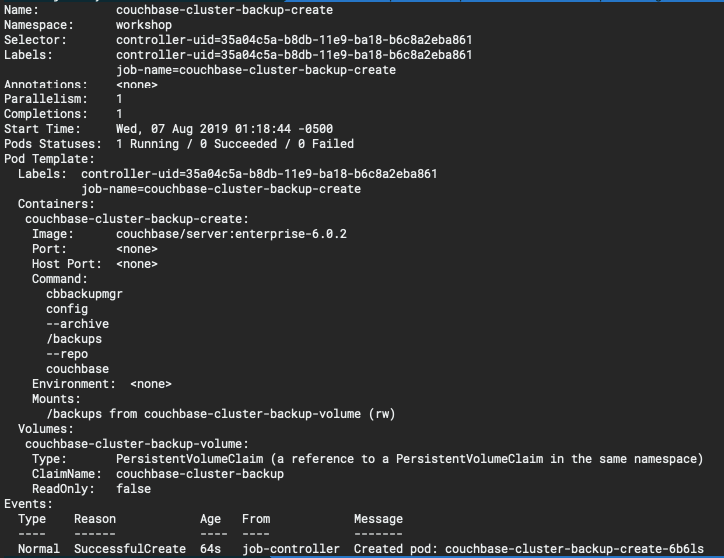 Name:           couchbase-cluster-backup-create
Namespace:      workshop
Selector:       controller-uid=35a04c5a-b8db-11e9-ba18-b6c8a2eba861
Labels:         controller-uid=35a04c5a-b8db-11e9-ba18-b6c8a2eba861
                job-name=couchbase-cluster-backup-create
Annotations:    <none>
Parallelism:    1
Completions:    1
Start Time:     Wed, 07 Aug 2019 01:18:44 -0500
Pods Statuses:  1 Running / 0 Succeeded / 0 Failed
Pod Template:
  Labels:  controller-uid=35a04c5a-b8db-11e9-ba18-b6c8a2eba861
           job-name=couchbase-cluster-backup-create
  Containers:
   couchbase-cluster-backup-create:
    Image:      couchbase/server:enterprise-6.0.2
    Port:       <none>
    Host Port:  <none>
    Command:
      cbbackupmgr
      config
      --archive
      /backups
      --repo
      couchbase
    Environment:  <none>
    Mounts:
      /backups from couchbase-cluster-backup-volume (rw)
  Volumes:
   couchbase-cluster-backup-volume:
    Type:       PersistentVolumeClaim (a reference to a PersistentVolumeClaim in the same namespace)
    ClaimName:  couchbase-cluster-backup
    ReadOnly:   false
Events:
  Type    Reason            Age   From            Message
  ----    ------            ----  ----            -------
  Normal  SuccessfulCreate  64s   job-controller  Created pod: couchbase-cluster-backup-create-6b6ls